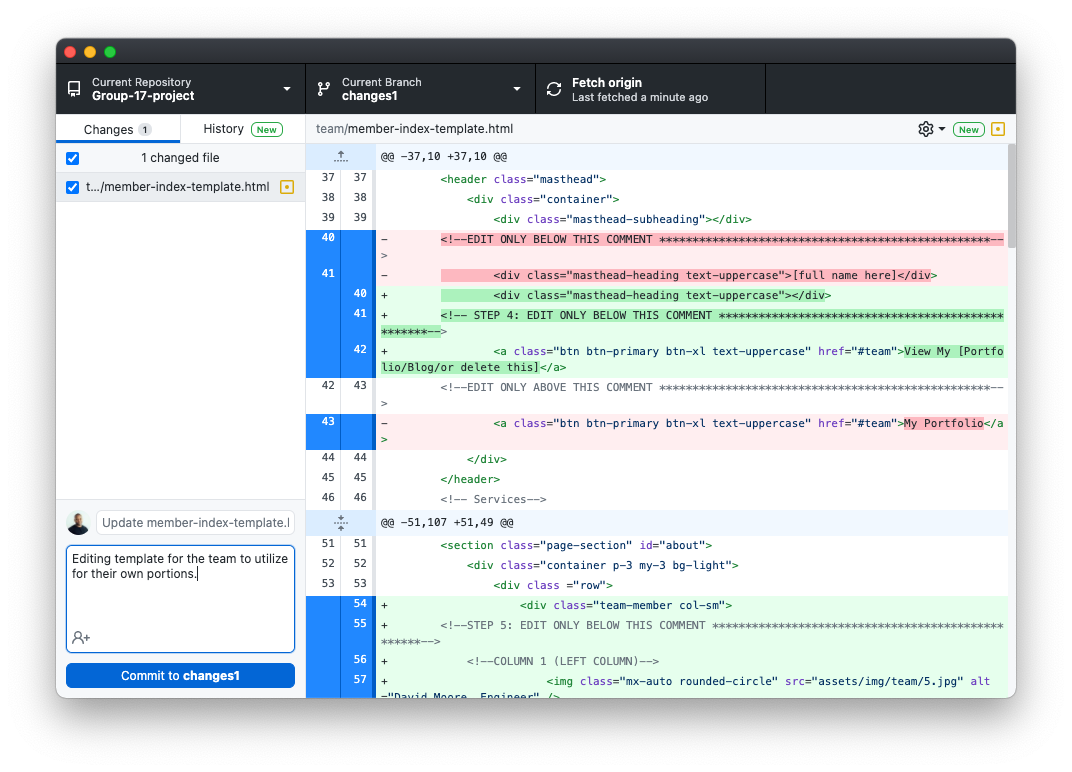 Current Repository
Group-17-project
Current Branch
changes1
Fetch origin
Last fetched a minute ago
Changes 1
History New
team/member-index-template.html
New
1 changed file
t.../member-index-template.html
@@ -37,10 +37,10 @@
37 37 <header class="masthead">
38 38 <div class="container">
39 39 <div class="masthead-subheading"></div>
40 - <!--EDIT ONLY BELOW THIS COMMENT **************************************************--
>
41 - <div class="masthead-heading text-uppercase">[full name here]</div>
40 + <div class="masthead-heading text-uppercase"></div>
41 + <!-- STEP 4: EDIT ONLY BELOW THIS COMMENT *******************************************
*******-->
42 + <a class="btn btn-primary btn-xl text-uppercase" href="#team">View My [Portfo
lio/Blog/or delete this]</a>
42 43 <!--EDIT ONLY ABOVE THIS COMMENT **************************************************--
>
43 - <a class="btn btn-primary btn-xl text-uppercase" href="#team">My Portfolio</a
>
44 44 </div>
45 45 </header>
46 46 <!-- Services-->
@@ -51,107 +51,49 @@
51 51 <section class="page-section" id="about">
52 52 <div class="container p-3 my-3 bg-light">
53 53 <div class ="row">
54 + <div class="team-member col-sm">
55 + <!--STEP 5: EDIT ONLY BELOW THIS COMMENT ********************************************
******-->
56 + <!--COLUMN 1 (LEFT COLUMN)-->
57 + <img class="mx-auto rounded-circle" src="assets/img/team/5.jpg" alt
="David Moore, Engineer" />
Update member-index-template.
Editing template for the team to utilize
for their own portions.
Commit to changes1